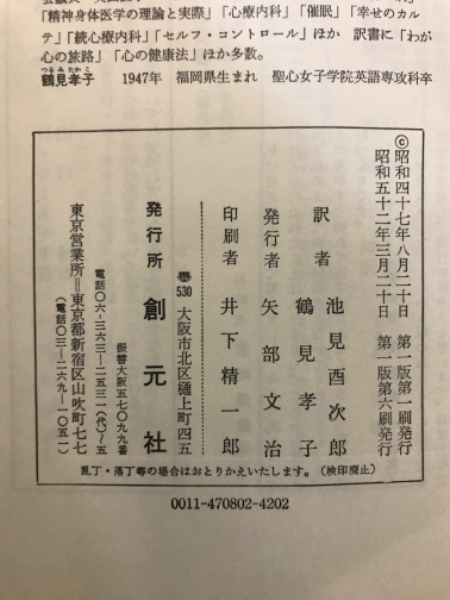 「精神身体医学の理論と実際」「心療内科」「催眠」「幸せのカル
テ」「続心療内科」「セルフ・コントロール」ほか 訳書に「わが
心の旅路」「心の健康法」ほか多数。
つるみたかこ
鶴見孝子 1947年 福岡県生まれ 聖心女子学院英語専攻科卒
©昭和四十七年八月二十日 第一版第一刷発行
昭和五十二年三月二十日 第一版第六刷発行
訳者 池見酉次郎
鶴見孝子
発行者 矢部文治
印刷者 井下精一郎
〠530 大阪市北区樋上町四五
発行所 創元社
振替大阪五七〇九九番
電話〇六-三六三-二五三一(代)〜五
東京営業所=東京都新宿区山吹町七七
(電話〇三-二六九-一〇五一)
乱丁・落丁等の場合はおとりかえいたします。(検印廃止)
0011-470802-4202